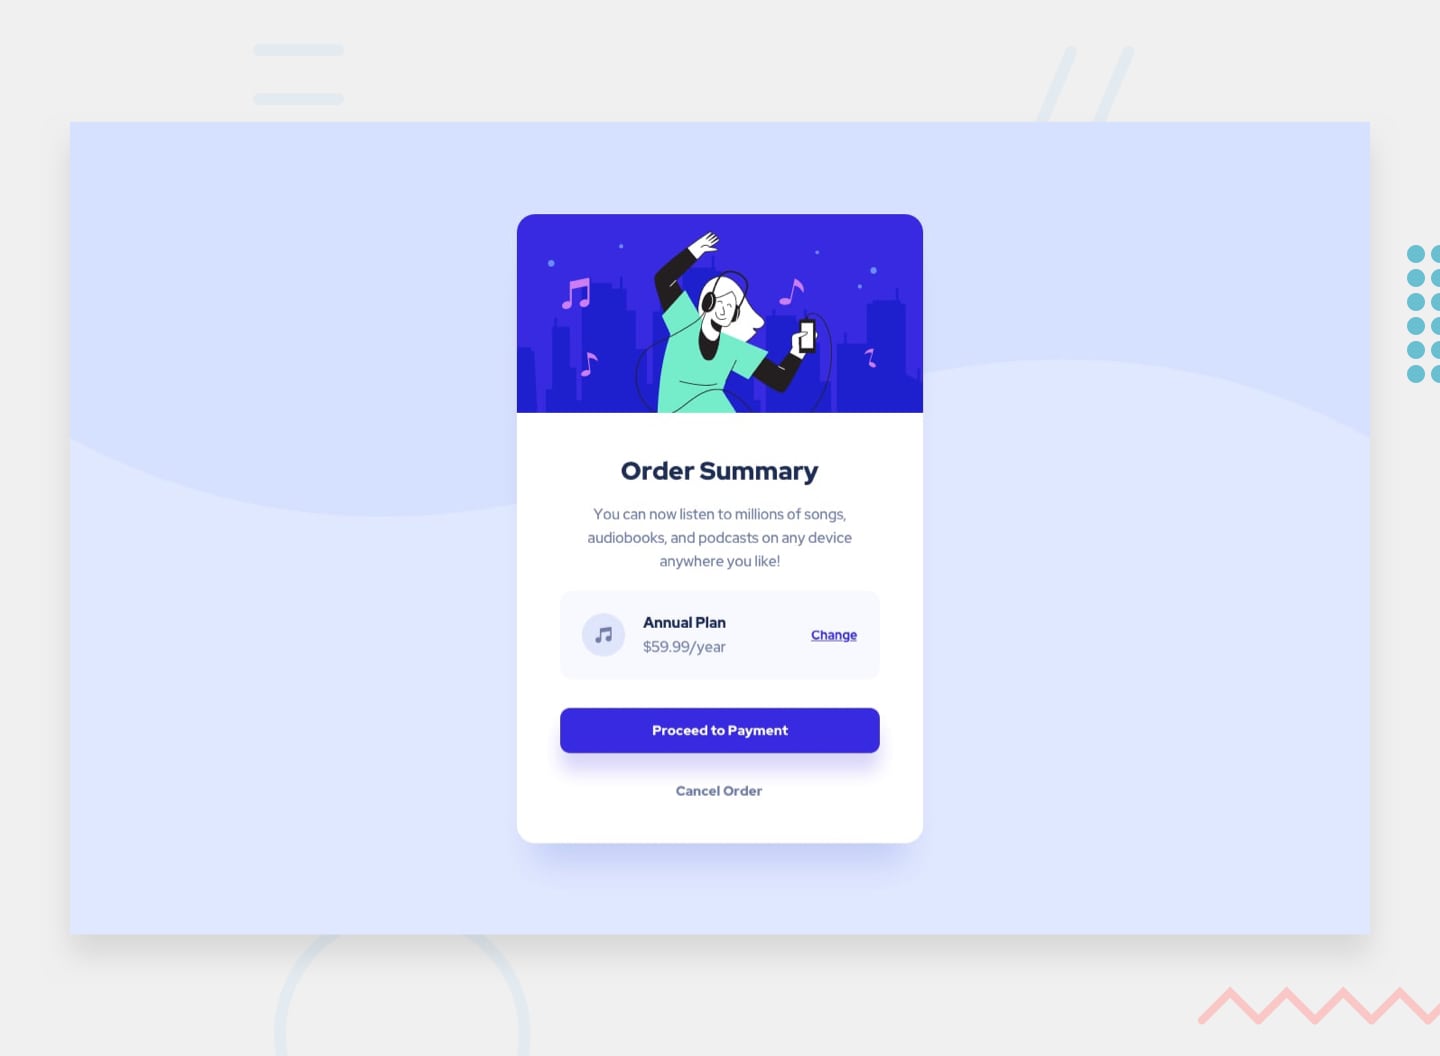 Order Summary
You can now listen to millions of songs,
audiobooks, and podcasts on any device
anywhere you like!
Annual Plan
$59.99/year
Change
Proceed to Payment
Cancel Order